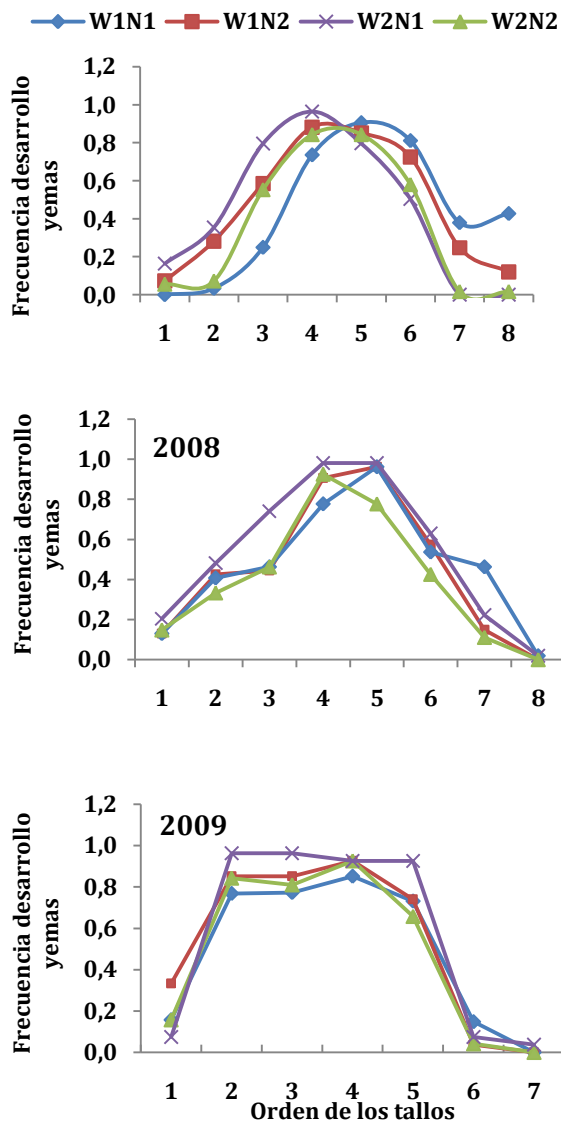 W1N1 W1N2 W2N1 W2N2
Frecuencia desarrollo
yemas
1,2
1,0
0,8
0,6
0,4
0,2
0,0
1 2 3 4 5 6 7 8
2008
Frecuencia desarrollo
yemas
1,2
1,0
0,8
0,6
0,4
0,2
0,0
1 2 3 4 5 6 7 8
2009
Frecuencia desarrollo
yemas
1,2
1,0
0,8
0,6
0,4
0,2
0,0
1 2 3 4 5 6 7
Orden de los tallos